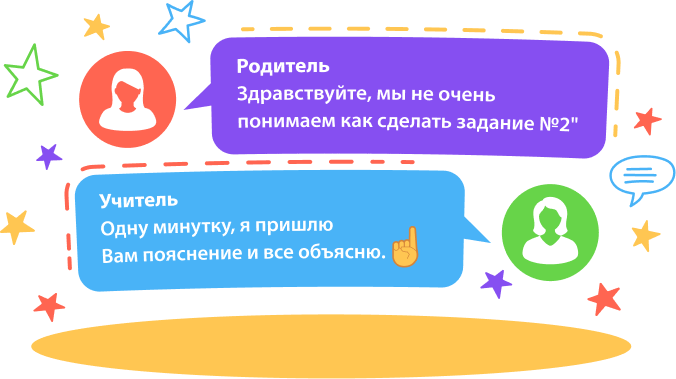 Родитель
Здравствуйте, мы не очень
понимаем как сделать задание №2"
Учитель
Одну минутку, я пришлю
Вам пояснение и все объясню.